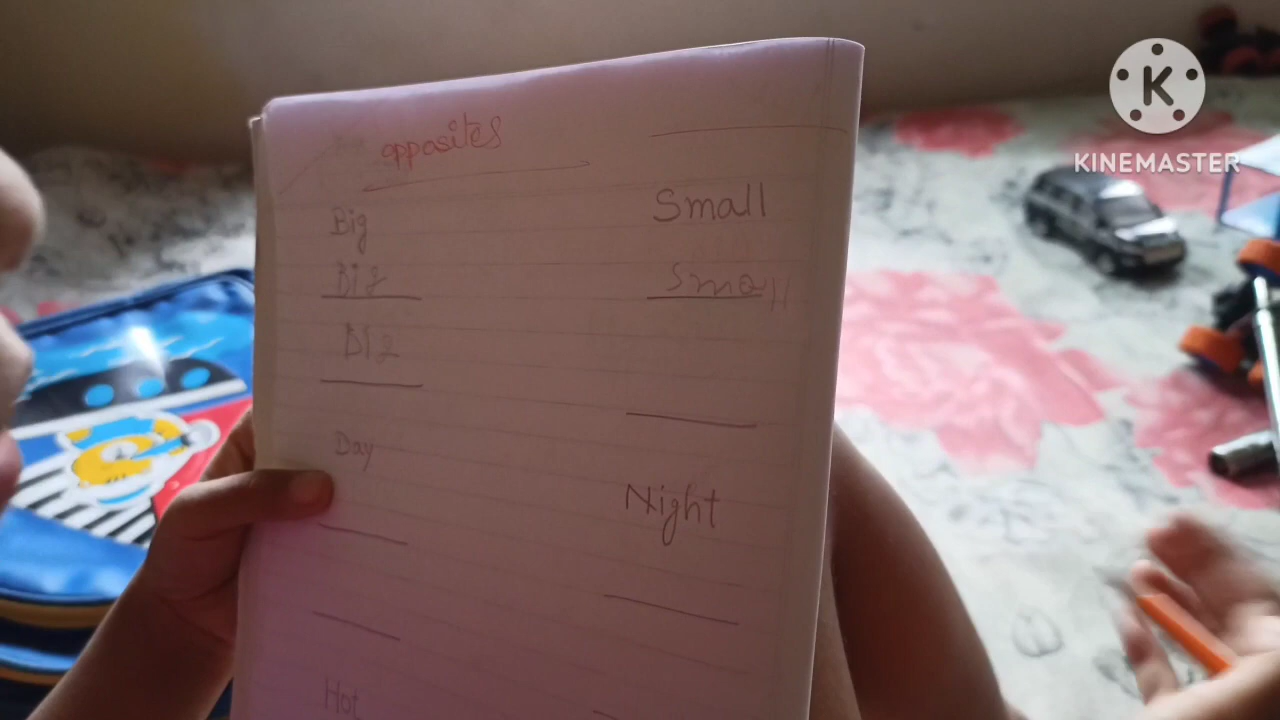 opposites
Big Small
Big Small
Big
Day Night
Hot
KINEMASTER